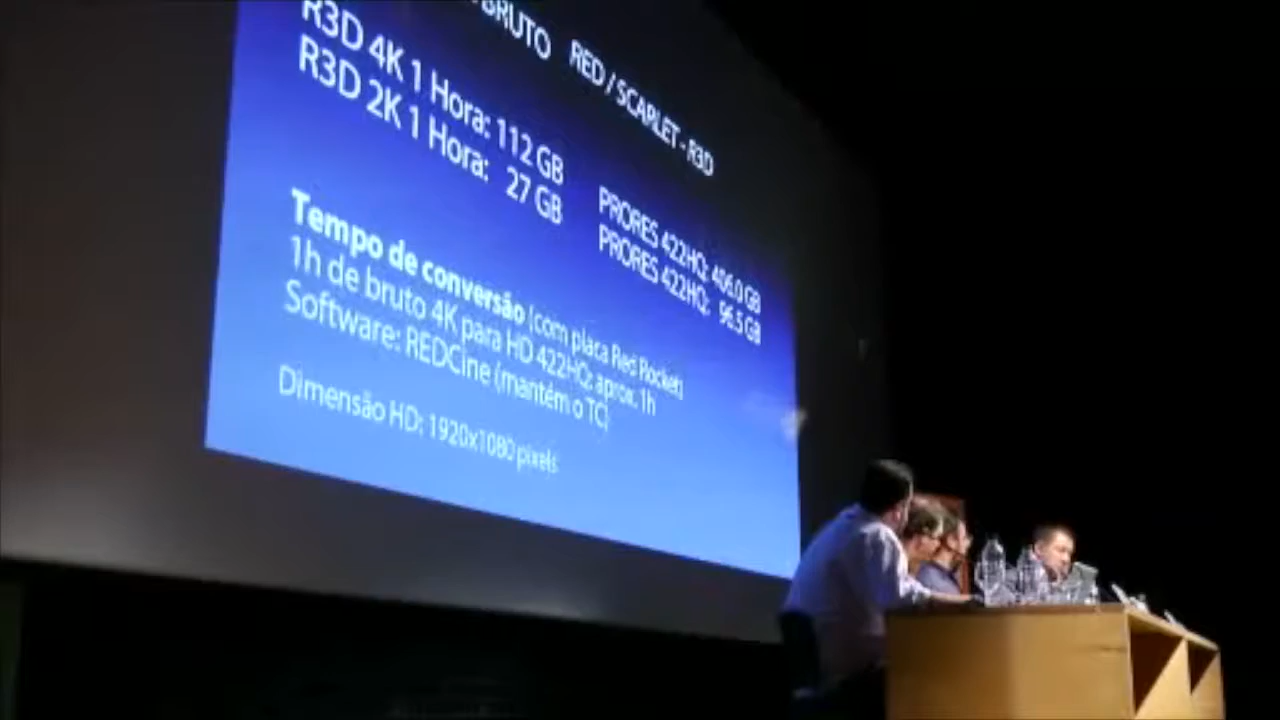 BRUTO RED / SCARLET - R3D
R3D 4K 1 Hora: 112 GB PRORES 422HQ: 406.0 GB
R3D 2K 1 Hora: 27 GB PRORES 422HQ: 96.5 GB
Tempo de conversão (com placa Red Rocket)
1h de bruto 4K para HD 422HQ: aprox. 1h
Software: REDCine (mantém o TC)
Dimensão HD: 1920x1080 pixels